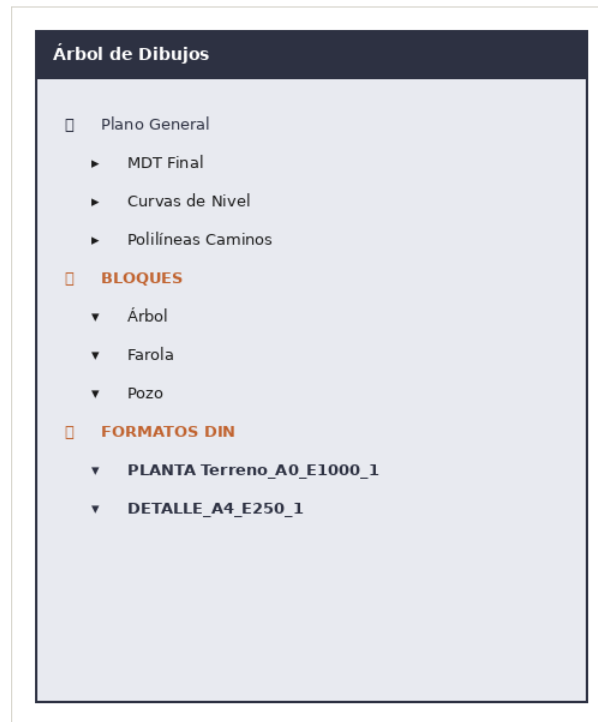 Árbol de Dibujos
Plano General
▸ MDT Final
▸ Curvas de Nivel
▸ Polilíneas Caminos
BLOQUES
▾ Árbol
▾ Farola
▾ Pozo
FORMATOS DIN
▾ PLANTA Terreno_A0_E1000_1
▾ DETALLE_A4_E250_1